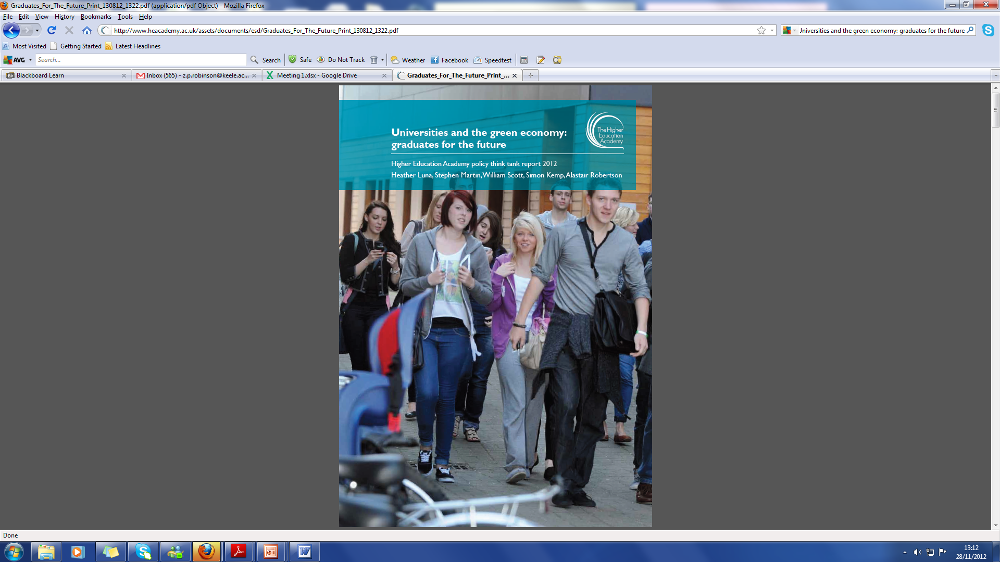 Graduates_For_The_Future_Print_130812_1322.pdf (application/pdf Object) - Mozilla Firefox
File Edit View History Bookmarks Tools Help
http://www.heacademy.ac.uk/assets/documents/esd/Graduates_For_The_Future_Print_130812_1322.pdf
Universities and the green economy: graduates for the future
Most Visited Getting Started Latest Headlines
AVG Search... Search Safe Do Not Track Weather Facebook Speedtest
Bb Blackboard Learn Inbox (565) - z.p.robinson@keele.ac... Meeting 1.xlsx - Google Drive Graduates_For_The_Future_Print_...
The Higher
Education
Academy
Universities and the green economy:
graduates for the future
Higher Education Academy policy think tank report 2012
Heather Luna, Stephen Martin, William Scott, Simon Kemp, Alastair Robertson
Done
13:12
28/11/2012